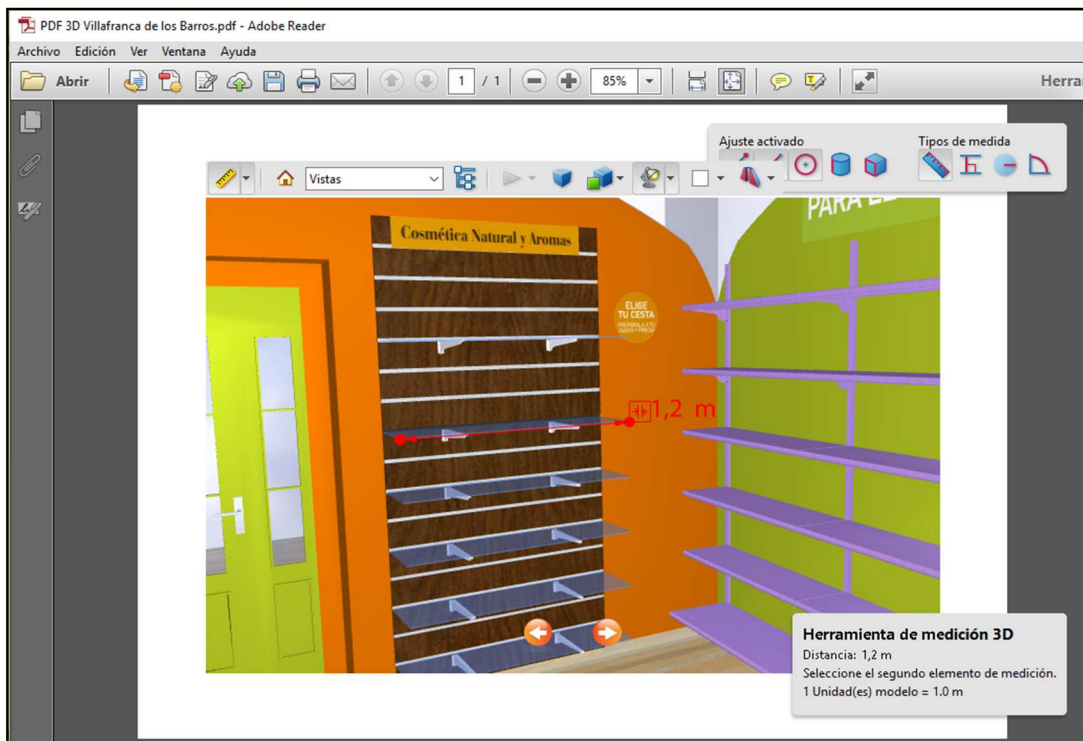 PDF 3D Villafranca de los Barros.pdf - Adobe Reader
Archivo Edición Ver Ventana Ayuda
Abrir 1 / 1 85% Herra
Ajuste activado Tipos de medida
Vistas
PARA
Cosmética Natural y Aromas
ELIGE
TU CESTA
1,2 m
Herramienta de medición 3D
Distancia: 1,2 m
Seleccione el segundo elemento de medición.
1 Unidad(es) modelo = 1.0 m